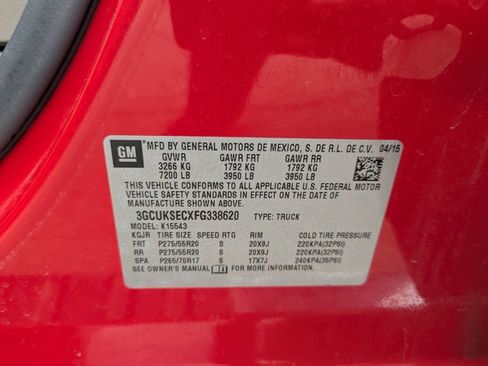 GM
MFD BY GENERAL MOTORS DE MEXICO, S. DE R.L. DE C.V. 04/15
GVWR GAWR FRT GAWR RR
3266 KG 1792 KG 1792 KG
7200 LB 3950 LB 3950 LB
THIS VEHICLE CONFORMS TO ALL APPLICABLE U.S. FEDERAL MOTOR
VEHICLE SAFETY STANDARDS IN EFFECT ON THE DATE OF
MANUFACTURE SHOWN ABOVE.
3GCUKSECXFG338620 TYPE: TRUCK
MODEL: K15543
KGJR TIRE SIZE SPEED RTG RIM COLD TIRE PRESSURE
FRT P275/55R20 S 20X9J 220KPA(32PSI)
RR P275/55R20 S 20X9J 220KPA(32PSI)
SPA P265/70R17 S 17X7J 240KPA(35PSI)
SEE OWNER'S MANUAL FOR MORE INFORMATION